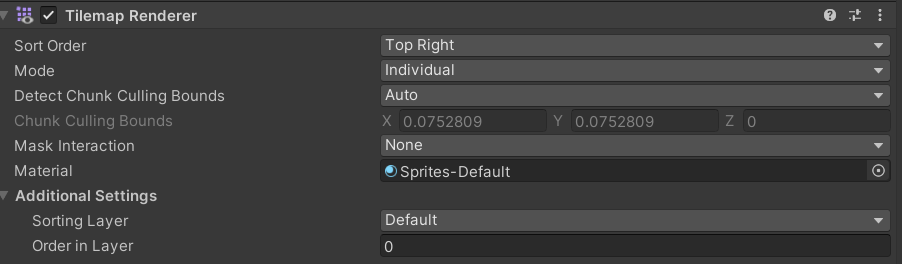 Tilemap Renderer
Sort Order Top Right
Mode Individual
Detect Chunk Culling Bounds Auto
Chunk Culling Bounds X 0.0752809 Y 0.0752809 Z 0
Mask Interaction None
Material Sprites-Default
Additional Settings
Sorting Layer Default
Order in Layer 0